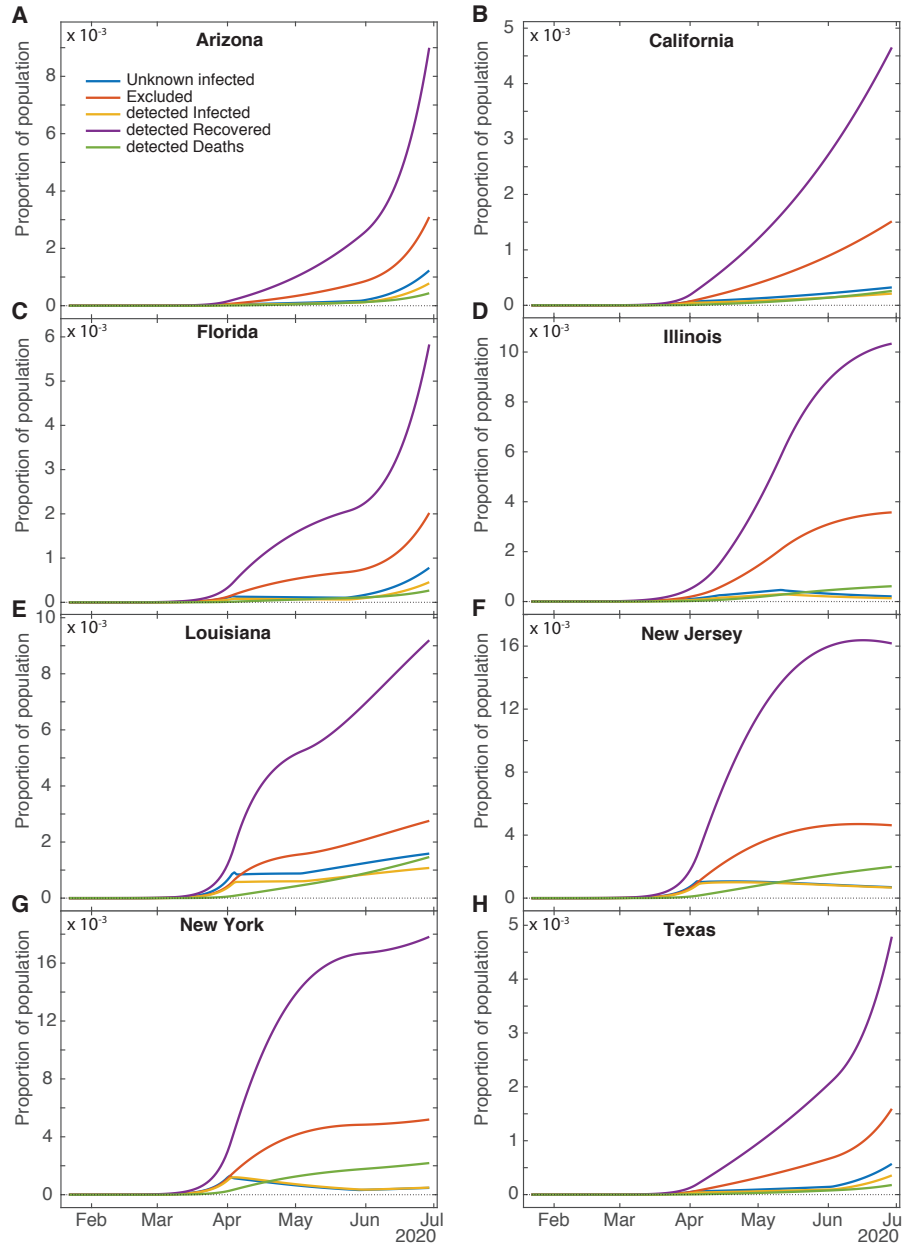 A
x 10⁻³
Arizona
Unknown infected
Excluded
detected Infected
detected Recovered
detected Deaths
Proportion of population
8
6
4
2
0
B
x 10⁻³
California
Proportion of population
5
4
3
2
1
0
C
x 10⁻³
Florida
Proportion of population
6
5
4
3
2
1
0
D
x 10⁻³
Illinois
Proportion of population
10
8
6
4
2
0
E
x 10⁻³
Louisiana
Proportion of population
10
8
6
4
2
0
F
x 10⁻³
New Jersey
Proportion of population
16
12
8
4
0
G
x 10⁻³
New York
Proportion of population
16
12
8
4
0
Feb Mar Apr May Jun Jul
2020
H
x 10⁻³
Texas
Proportion of population
5
4
3
2
1
0
Feb Mar Apr May Jun Ju
2020